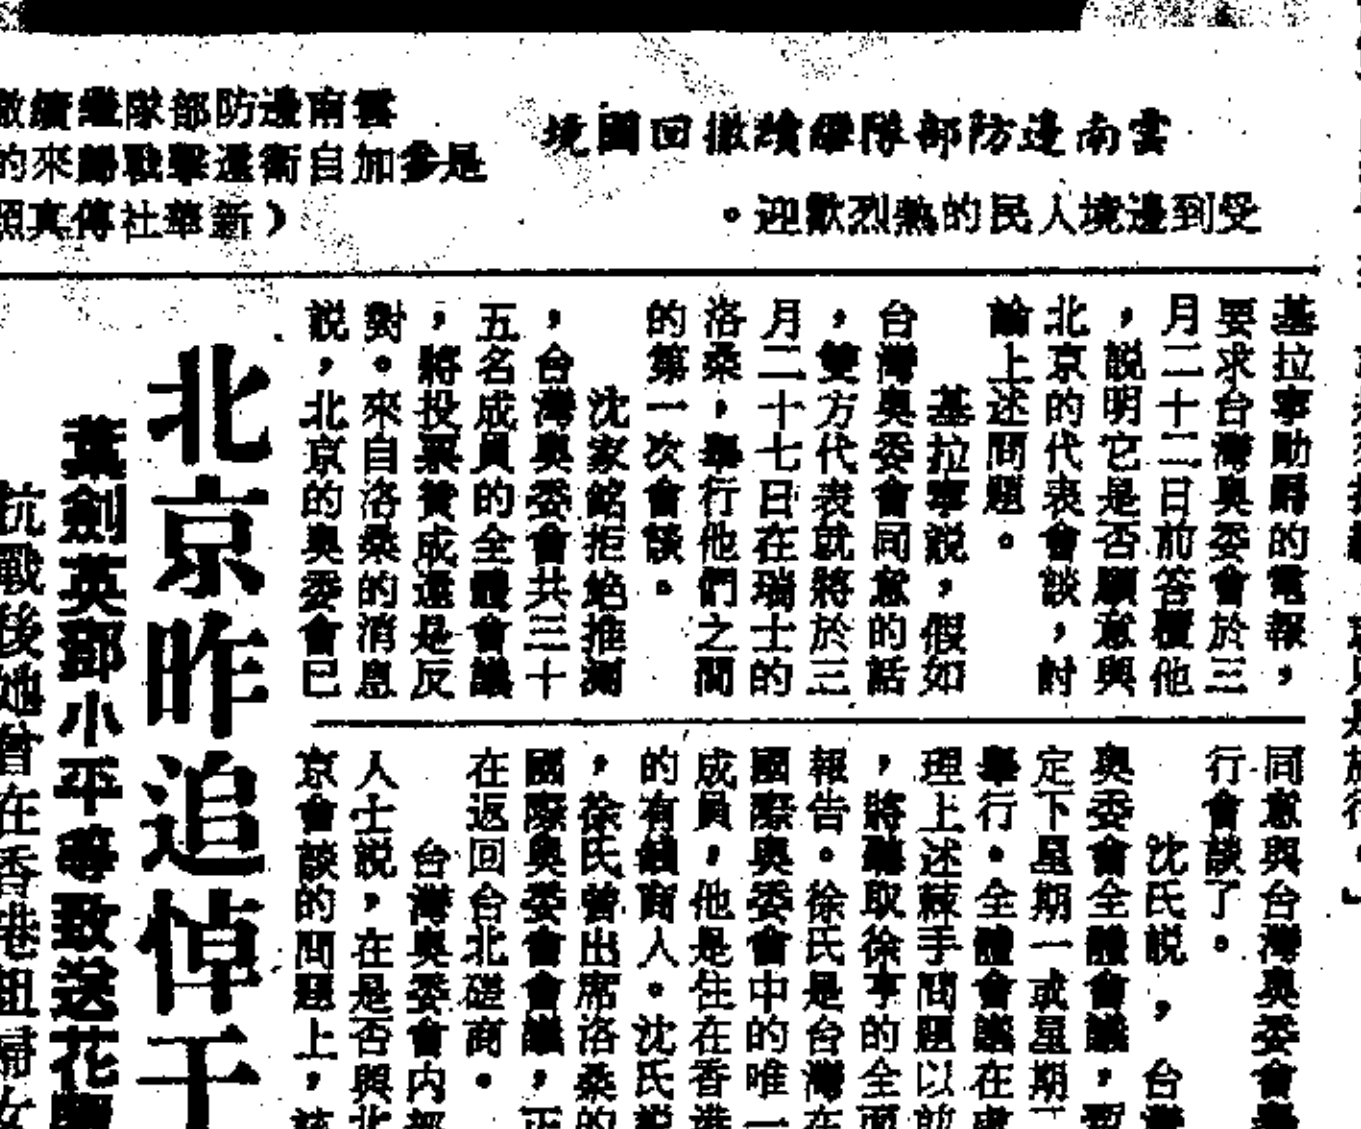 雲南邊防部隊繼續撤回國境
受到邊境人民的熱烈歡迎。
雲南邊防部隊繼續撤
是參加自衛還擊戰歸來的
（新華社傳真照
基拉寧勛爵的電報，
要求台灣奧委會於三
月二十二日前答覆他
，説明它是否願意與
北京的代表會談，討
論上述問題。
基拉寧説，假如
台灣奧委會同意的話
，雙方代表就將於三
月二十七日在瑞士的
洛桑，舉行他們之間
的第一次會談。
沈家銘拒絶推測
，台灣奧委會共三十
五名成員的全體會議
，將投票贊成還是反
對。來自洛桑的消息
説，北京的奧委會已
同意與台灣奧委會
行會談了。
沈氏説，台灣
奧委會全體會議，暫
定下星期一或星期二
舉行。全體會議在處
理上述棘手問題以前
，將聽取徐亨的全面
報告。徐氏是台灣在
國際奧委會中的唯一
成員，他是住在香港
的有錢商人。沈氏説
，徐氏曾出席洛桑的
國際奧委會會議，正
在返回台北磋商。
台灣奧委會内部
人士説，在是否與北
京會談的問題上，該
北京昨追悼于
葉劍英鄧小平等致送花圈
抗戰後她曾在香港組婦女